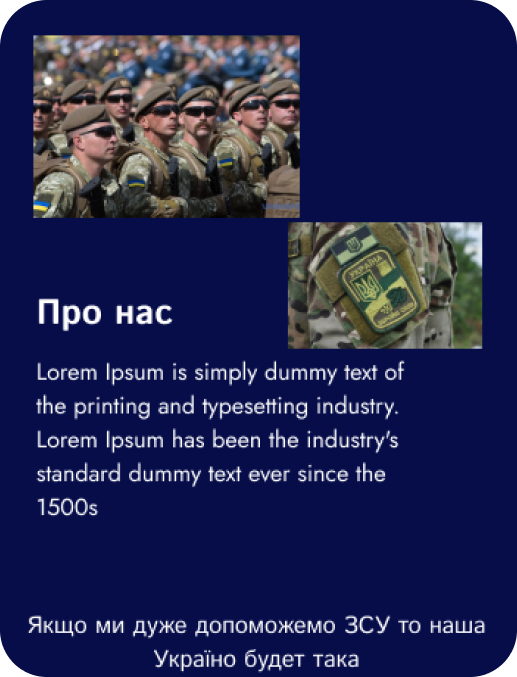 УКРАЇНА
Про нас
Lorem Ipsum is simply dummy text of
the printing and typesetting industry.
Lorem Ipsum has been the industry's
standard dummy text ever since the
1500s
Якщо ми дуже допоможемо ЗСУ то наша
Україно будет така